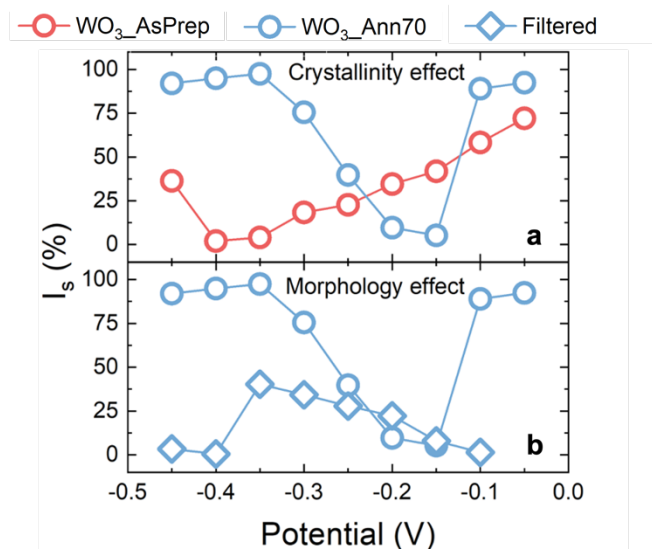 WO₃_AsPrep WO₃_Ann70 Filtered
100
Crystallinity effect
75
50
25
0
a
Iₛ (%)
100
Morphology effect
75
50
25
0
b
-0.5 -0.4 -0.3 -0.2 -0.1 0.0
Potential (V)